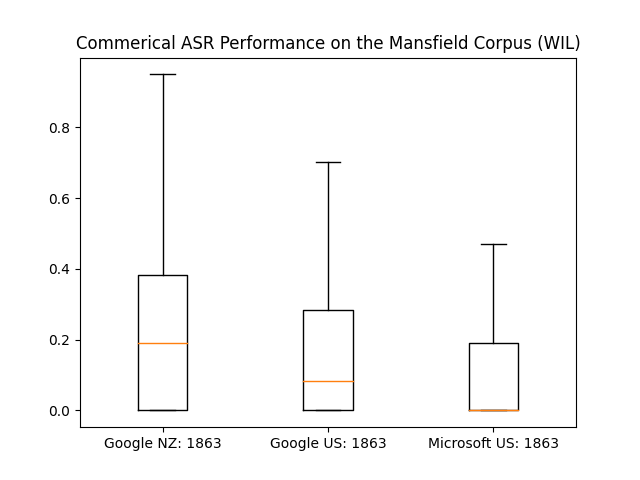 Commerical ASR Performance on the Mansfield Corpus (WIL)
0.8
0.6
0.4
0.2
0.0
Google NZ: 1863
Google US: 1863
Microsoft US: 1863